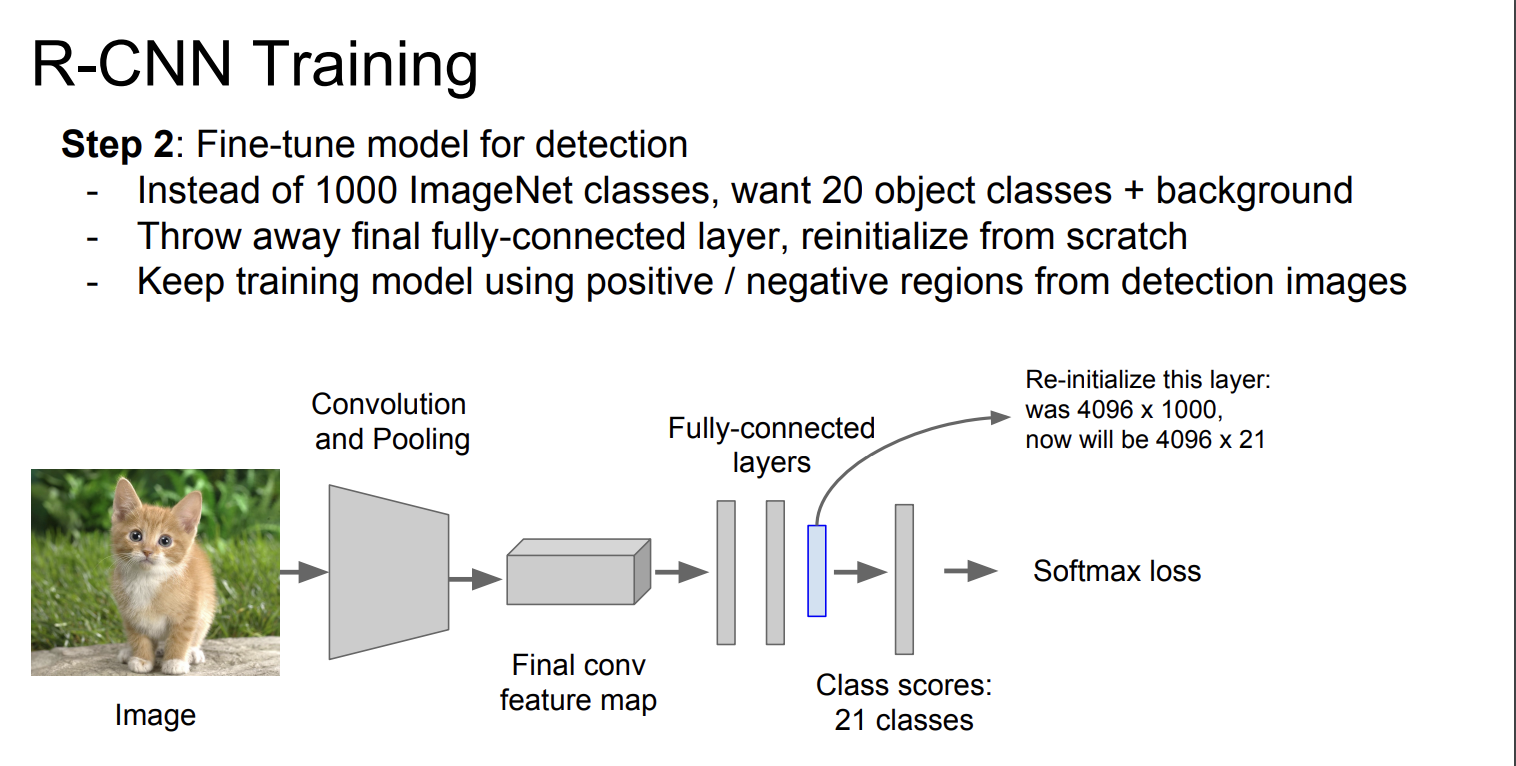 R-CNN Training
Step 2: Fine-tune model for detection
- Instead of 1000 ImageNet classes, want 20 object classes + background
- Throw away final fully-connected layer, reinitialize from scratch
- Keep training model using positive / negative regions from detection images
Convolution
and Pooling
Fully-connected
layers
Re-initialize this layer:
was 4096 x 1000,
now will be 4096 x 21
Softmax loss
Final conv
feature map
Class scores:
21 classes
Image